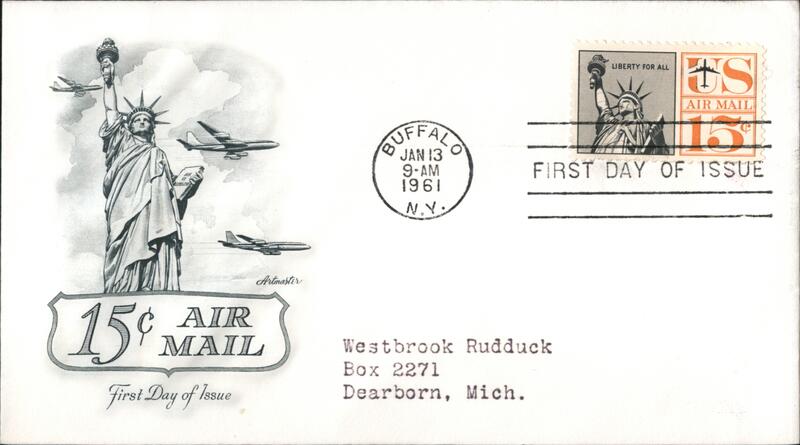 LIBERTY FOR ALL
US
AIR MAIL
15¢
BUFFALO
JAN 13
9-AM
1961
N.Y.
FIRST DAY OF ISSUE
Artmaster
15¢ AIR
MAIL
First Day of Issue
Westbrook Rudduck
Box 2271
Dearborn, Mich.